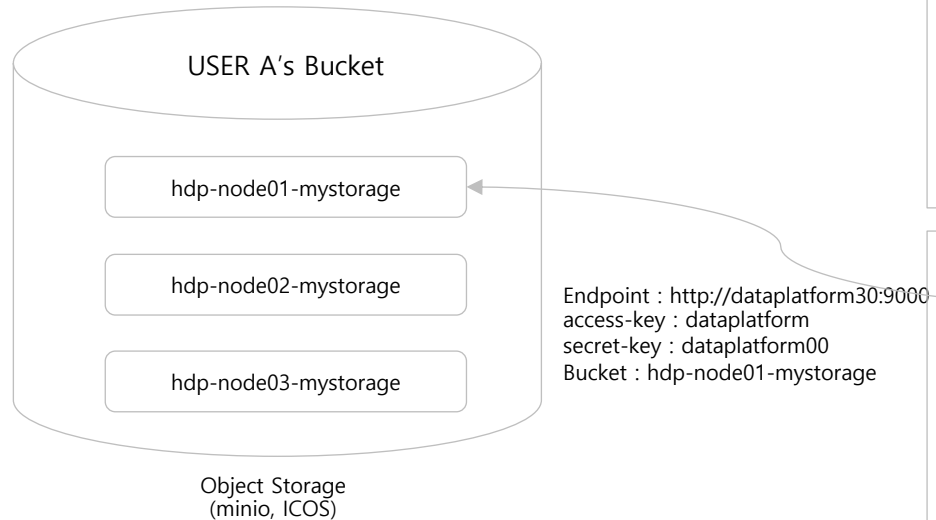 USER A's Bucket
hdp-node01-mystorage
hdp-node02-mystorage
hdp-node03-mystorage
Endpoint : http://dataplatform30:9000
access-key : dataplatform
secret-key : dataplatform00
Bucket : hdp-node01-mystorage
Object Storage
(minio, ICOS)